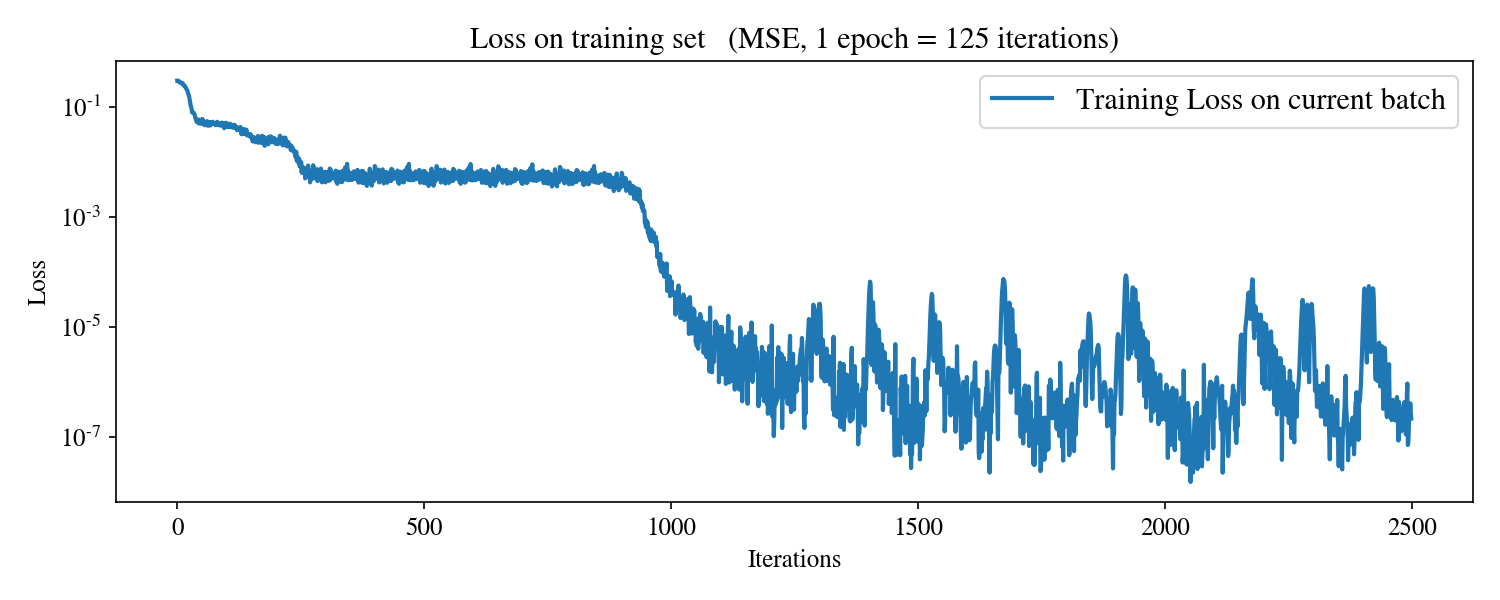 Loss on training set (MSE, 1 epoch = 125 iterations)
Training Loss on current batch
Loss
10⁻¹
10⁻³
10⁻⁵
10⁻⁷
0 500 1000 1500 2000 2500
Iterations